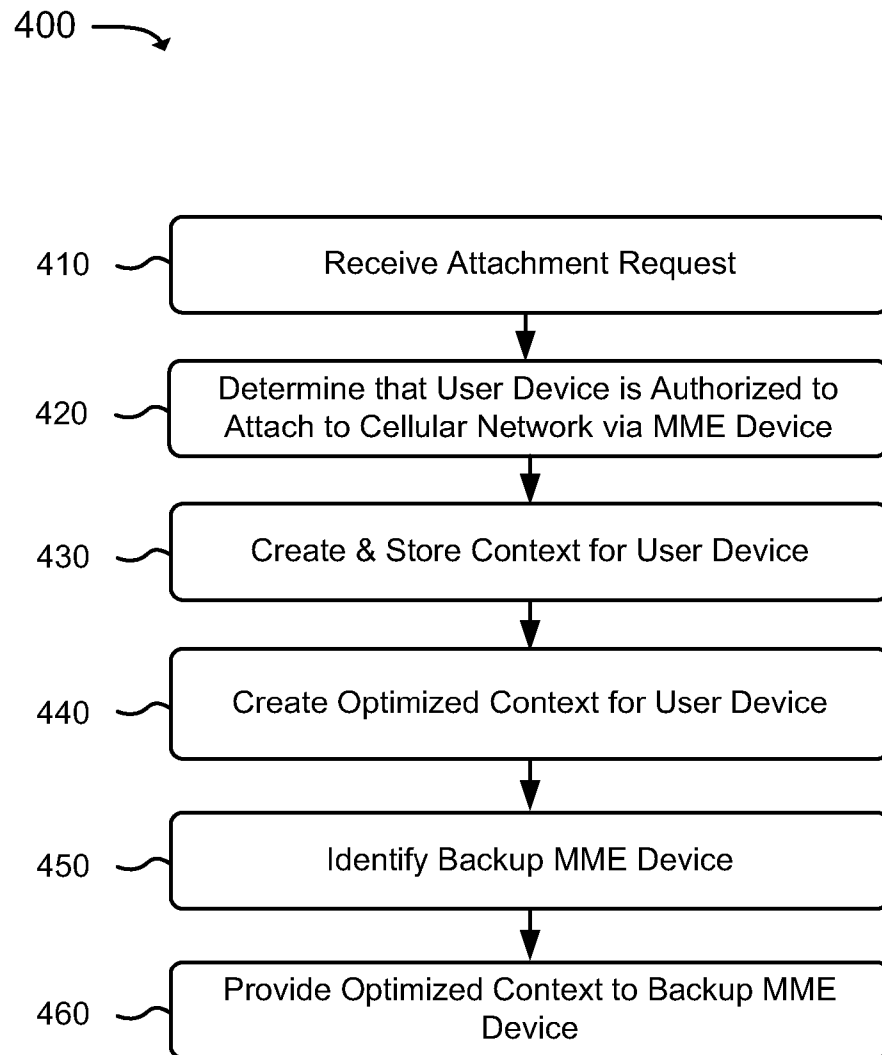 400
410
Receive Attachment Request
420
Determine that User Device is Authorized to
Attach to Cellular Network via MME Device
430
Create & Store Context for User Device
440
Create Optimized Context for User Device
450
Identify Backup MME Device
460
Provide Optimized Context to Backup MME
Device